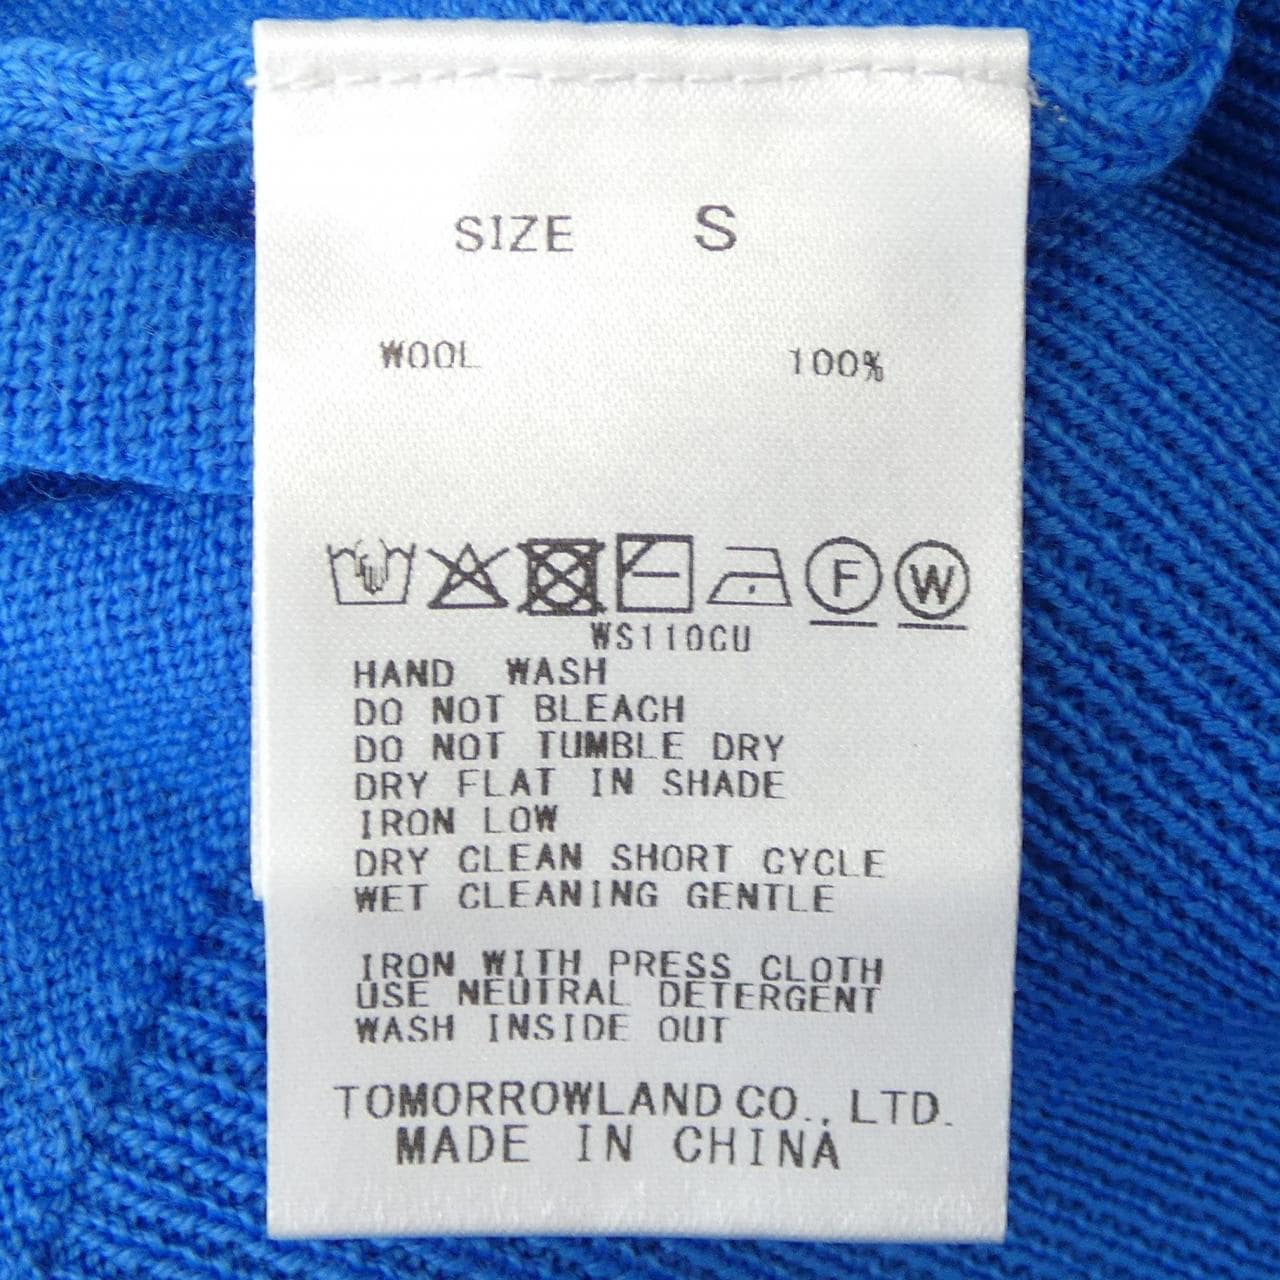 SIZE S
WOOL 100%
F W
WS110CU
HAND WASH
DO NOT BLEACH
DO NOT TUMBLE DRY
DRY FLAT IN SHADE
IRON LOW
DRY CLEAN SHORT CYCLE
WET CLEANING GENTLE
IRON WITH PRESS CLOTH
USE NEUTRAL DETERGENT
WASH INSIDE OUT
TOMORROWLAND CO., LTD.
MADE IN CHINA